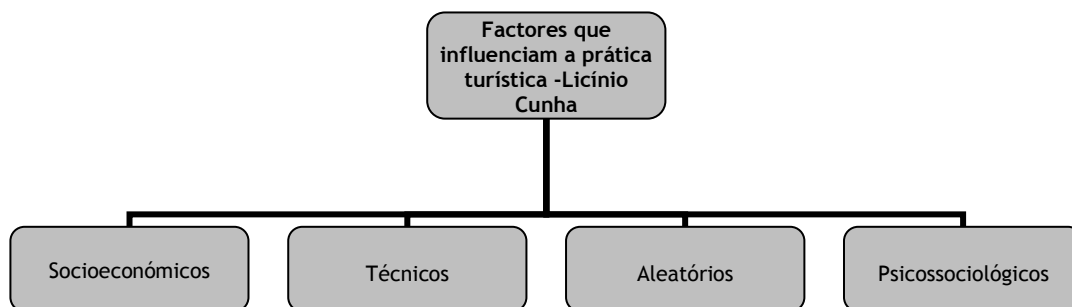 Factores que
influenciam a prática
turística -Licínio
Cunha
Socioeconómicos
Técnicos
Aleatórios
Psicossociológicos